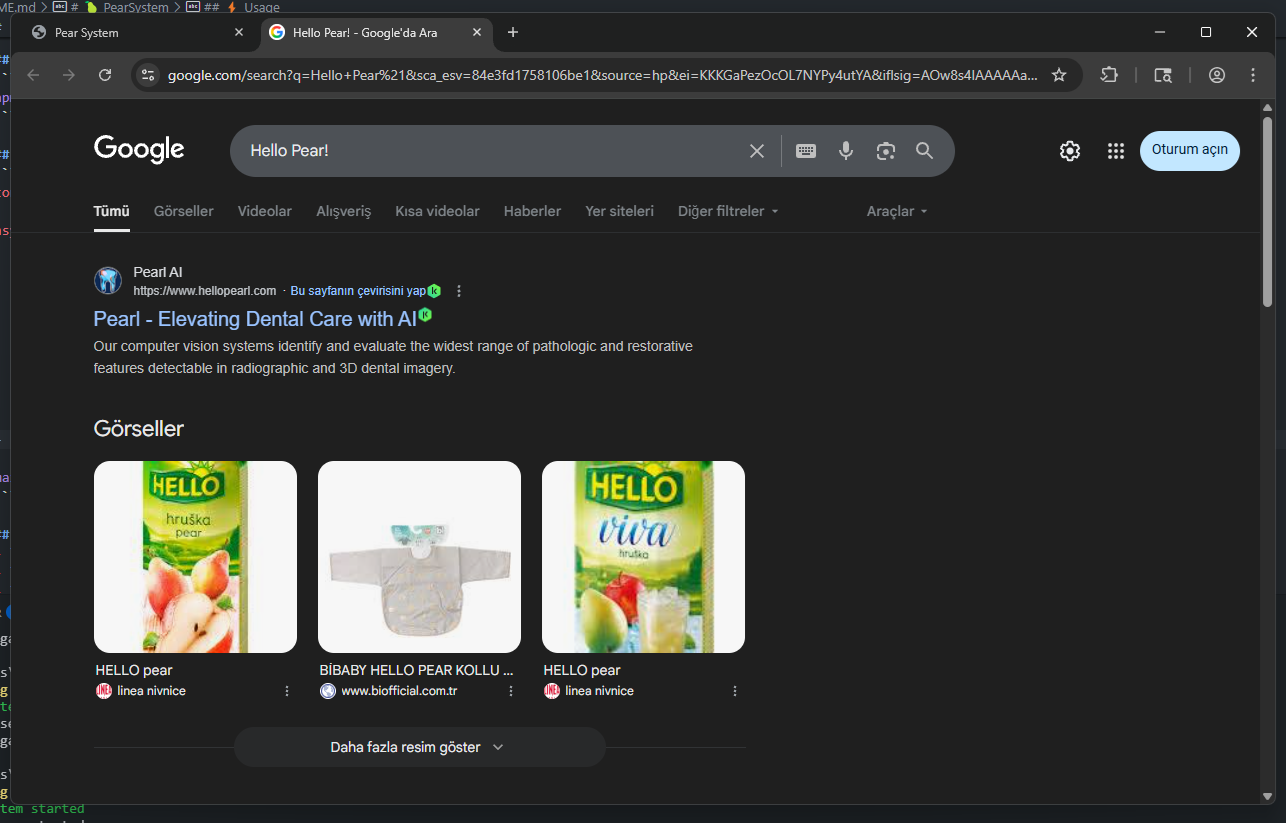 ME.md > # PearSystem > ## Usage
Pear System
Hello Pear! - Google'da Ara
google.com/search?q=Hello+Pear%21&sca_esv=84e3fd1758106be1&source=hp&ei=KKKGaPezOcOL7NYPy4utYA&iflsig=AOw8s4IAAAAAa...
Google
Hello Pear!
Oturum açın
Tümü
Görseller
Videolar
Alışveriş
Kısa videolar
Haberler
Yer siteleri
Diğer filtreler
Araçlar
Pearl AI
https://www.hellopearl.com · Bu sayfanın çevirisini yap
Pearl - Elevating Dental Care with AI
Our computer vision systems identify and evaluate the widest range of pathologic and restorative
features detectable in radiographic and 3D dental imagery.
Görseller
HELLO
hruška
pear
HELLO
viva
hruška
HELLO pear
linea nivnice
BİBABY HELLO PEAR KOLLU ...
www.biofficial.com.tr
HELLO pear
linea nivnice
Daha fazla resim göster
tem started